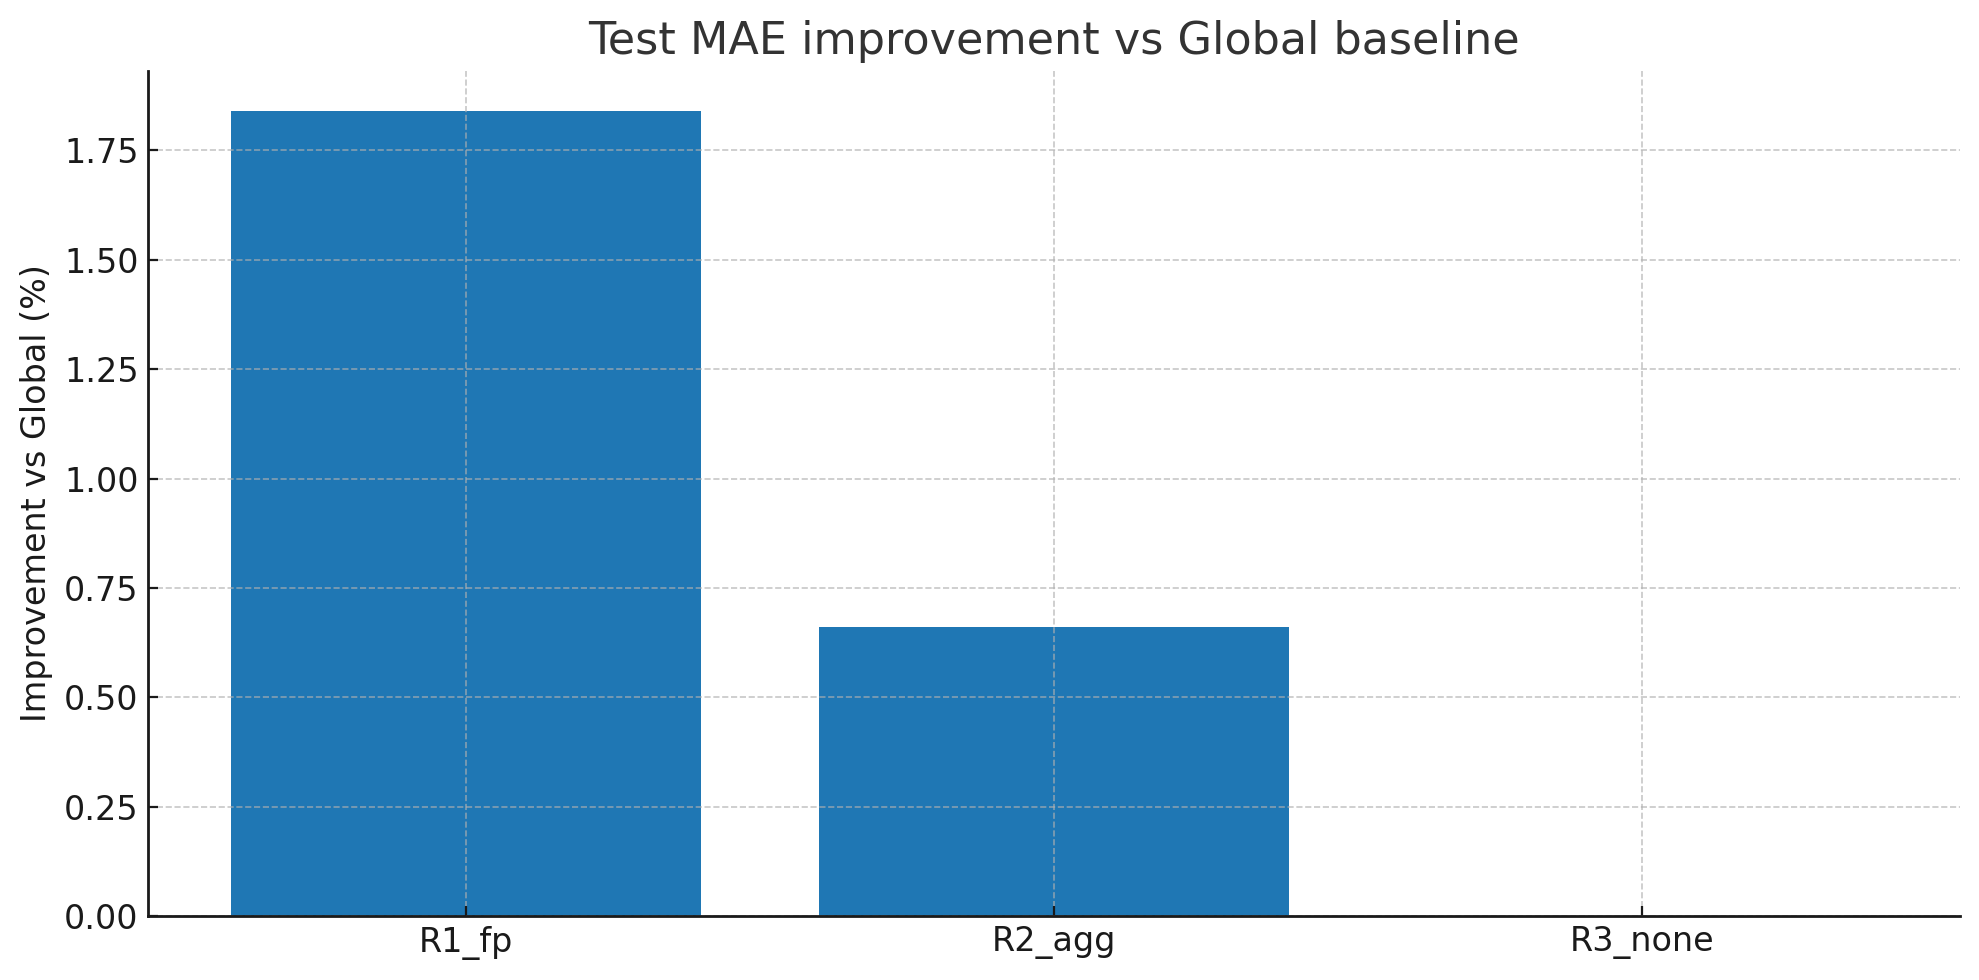 Test MAE improvement vs Global baseline
Improvement vs Global (%)
1.75
1.50
1.25
1.00
0.75
0.50
0.25
0.00
R1_fp
R2_agg
R3_none